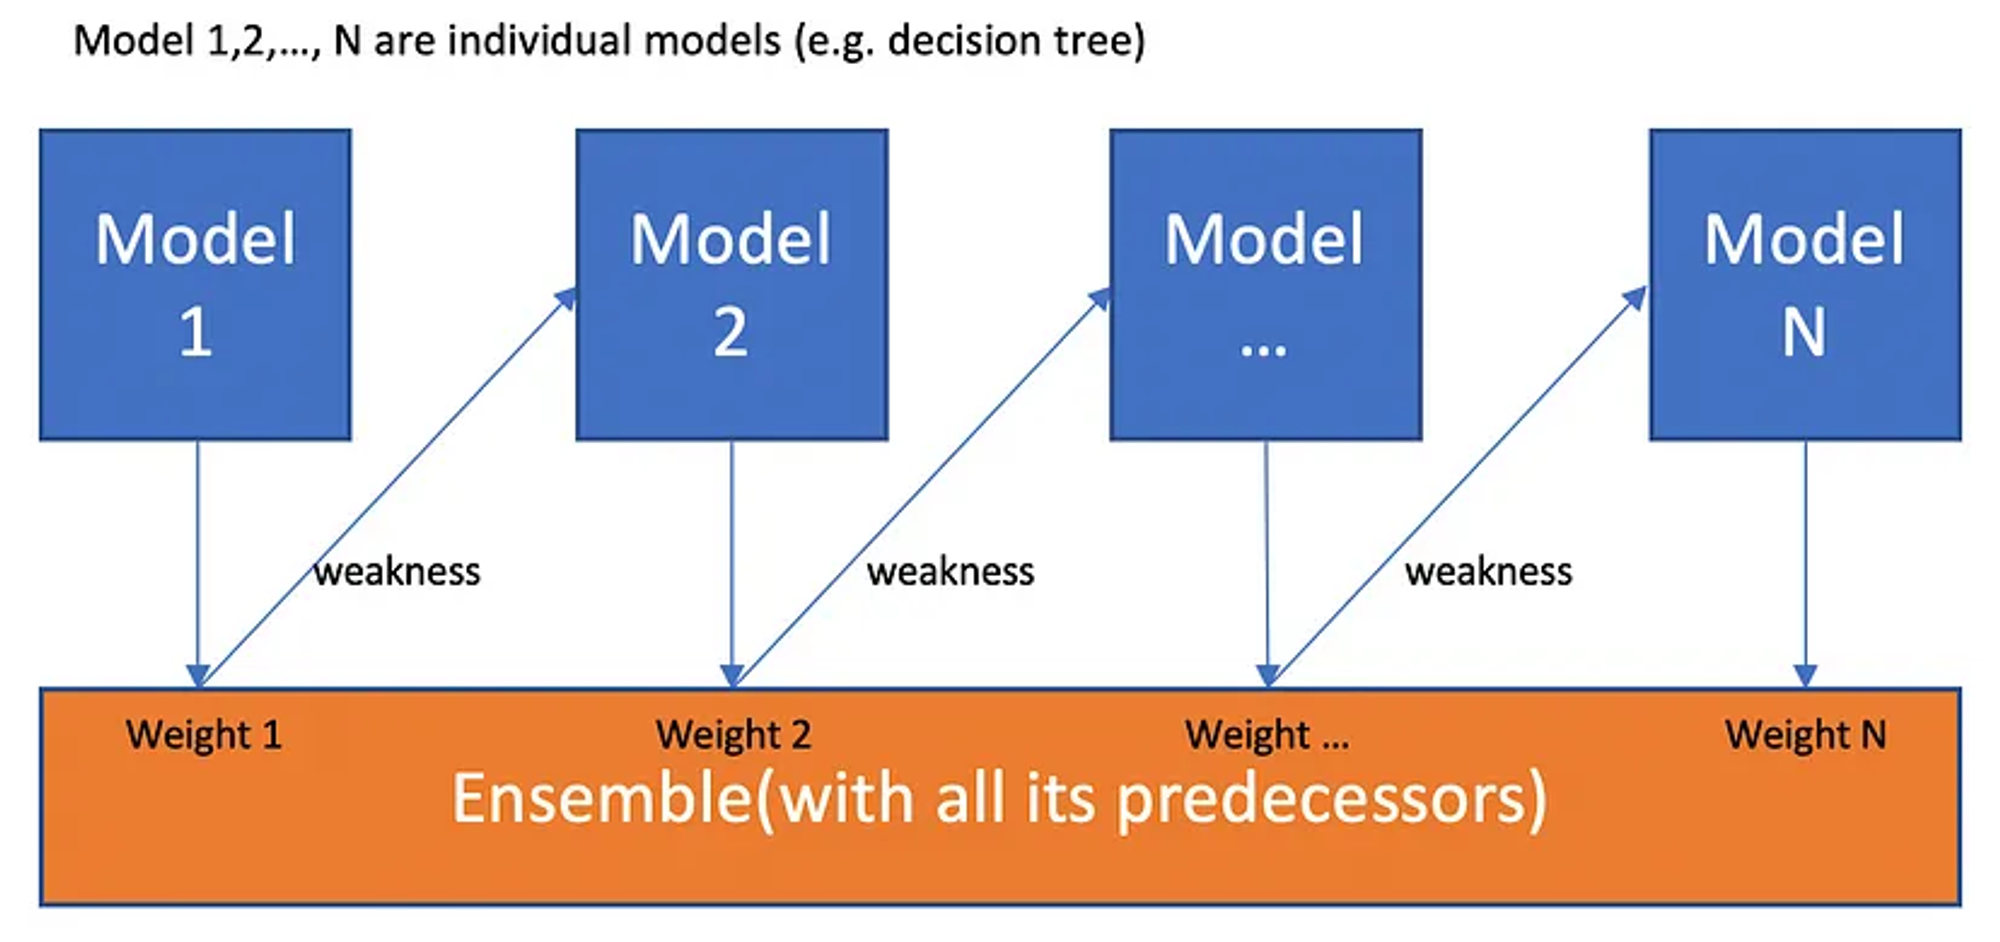 Model 1,2,..., N are individual models (e.g. decision tree)
Model
1
Model
2
Model
...
Model
N
weakness
weakness
weakness
Weight 1
Weight 2
Weight ...
Weight N
Ensemble(with all its predecessors)